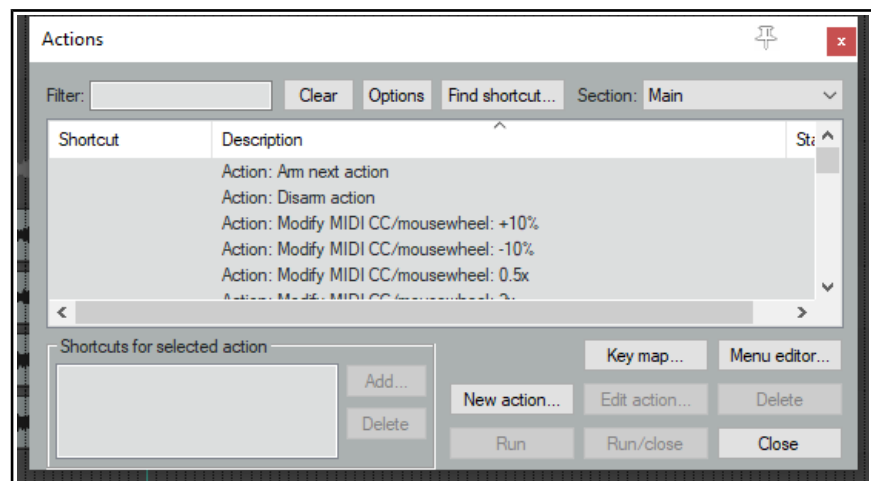 Actions
Filter: Clear Options Find shortcut... Section: Main
Shortcut Description
Action: Arm next action
Action: Disarm action
Action: Modify MIDI CC/mousewheel: +10%
Action: Modify MIDI CC/mousewheel: -10%
Action: Modify MIDI CC/mousewheel: 0.5x
Shortcuts for selected action
Key map... Menu editor...
Add...
New action... Edit action... Delete
Delete
Run Run/close Close